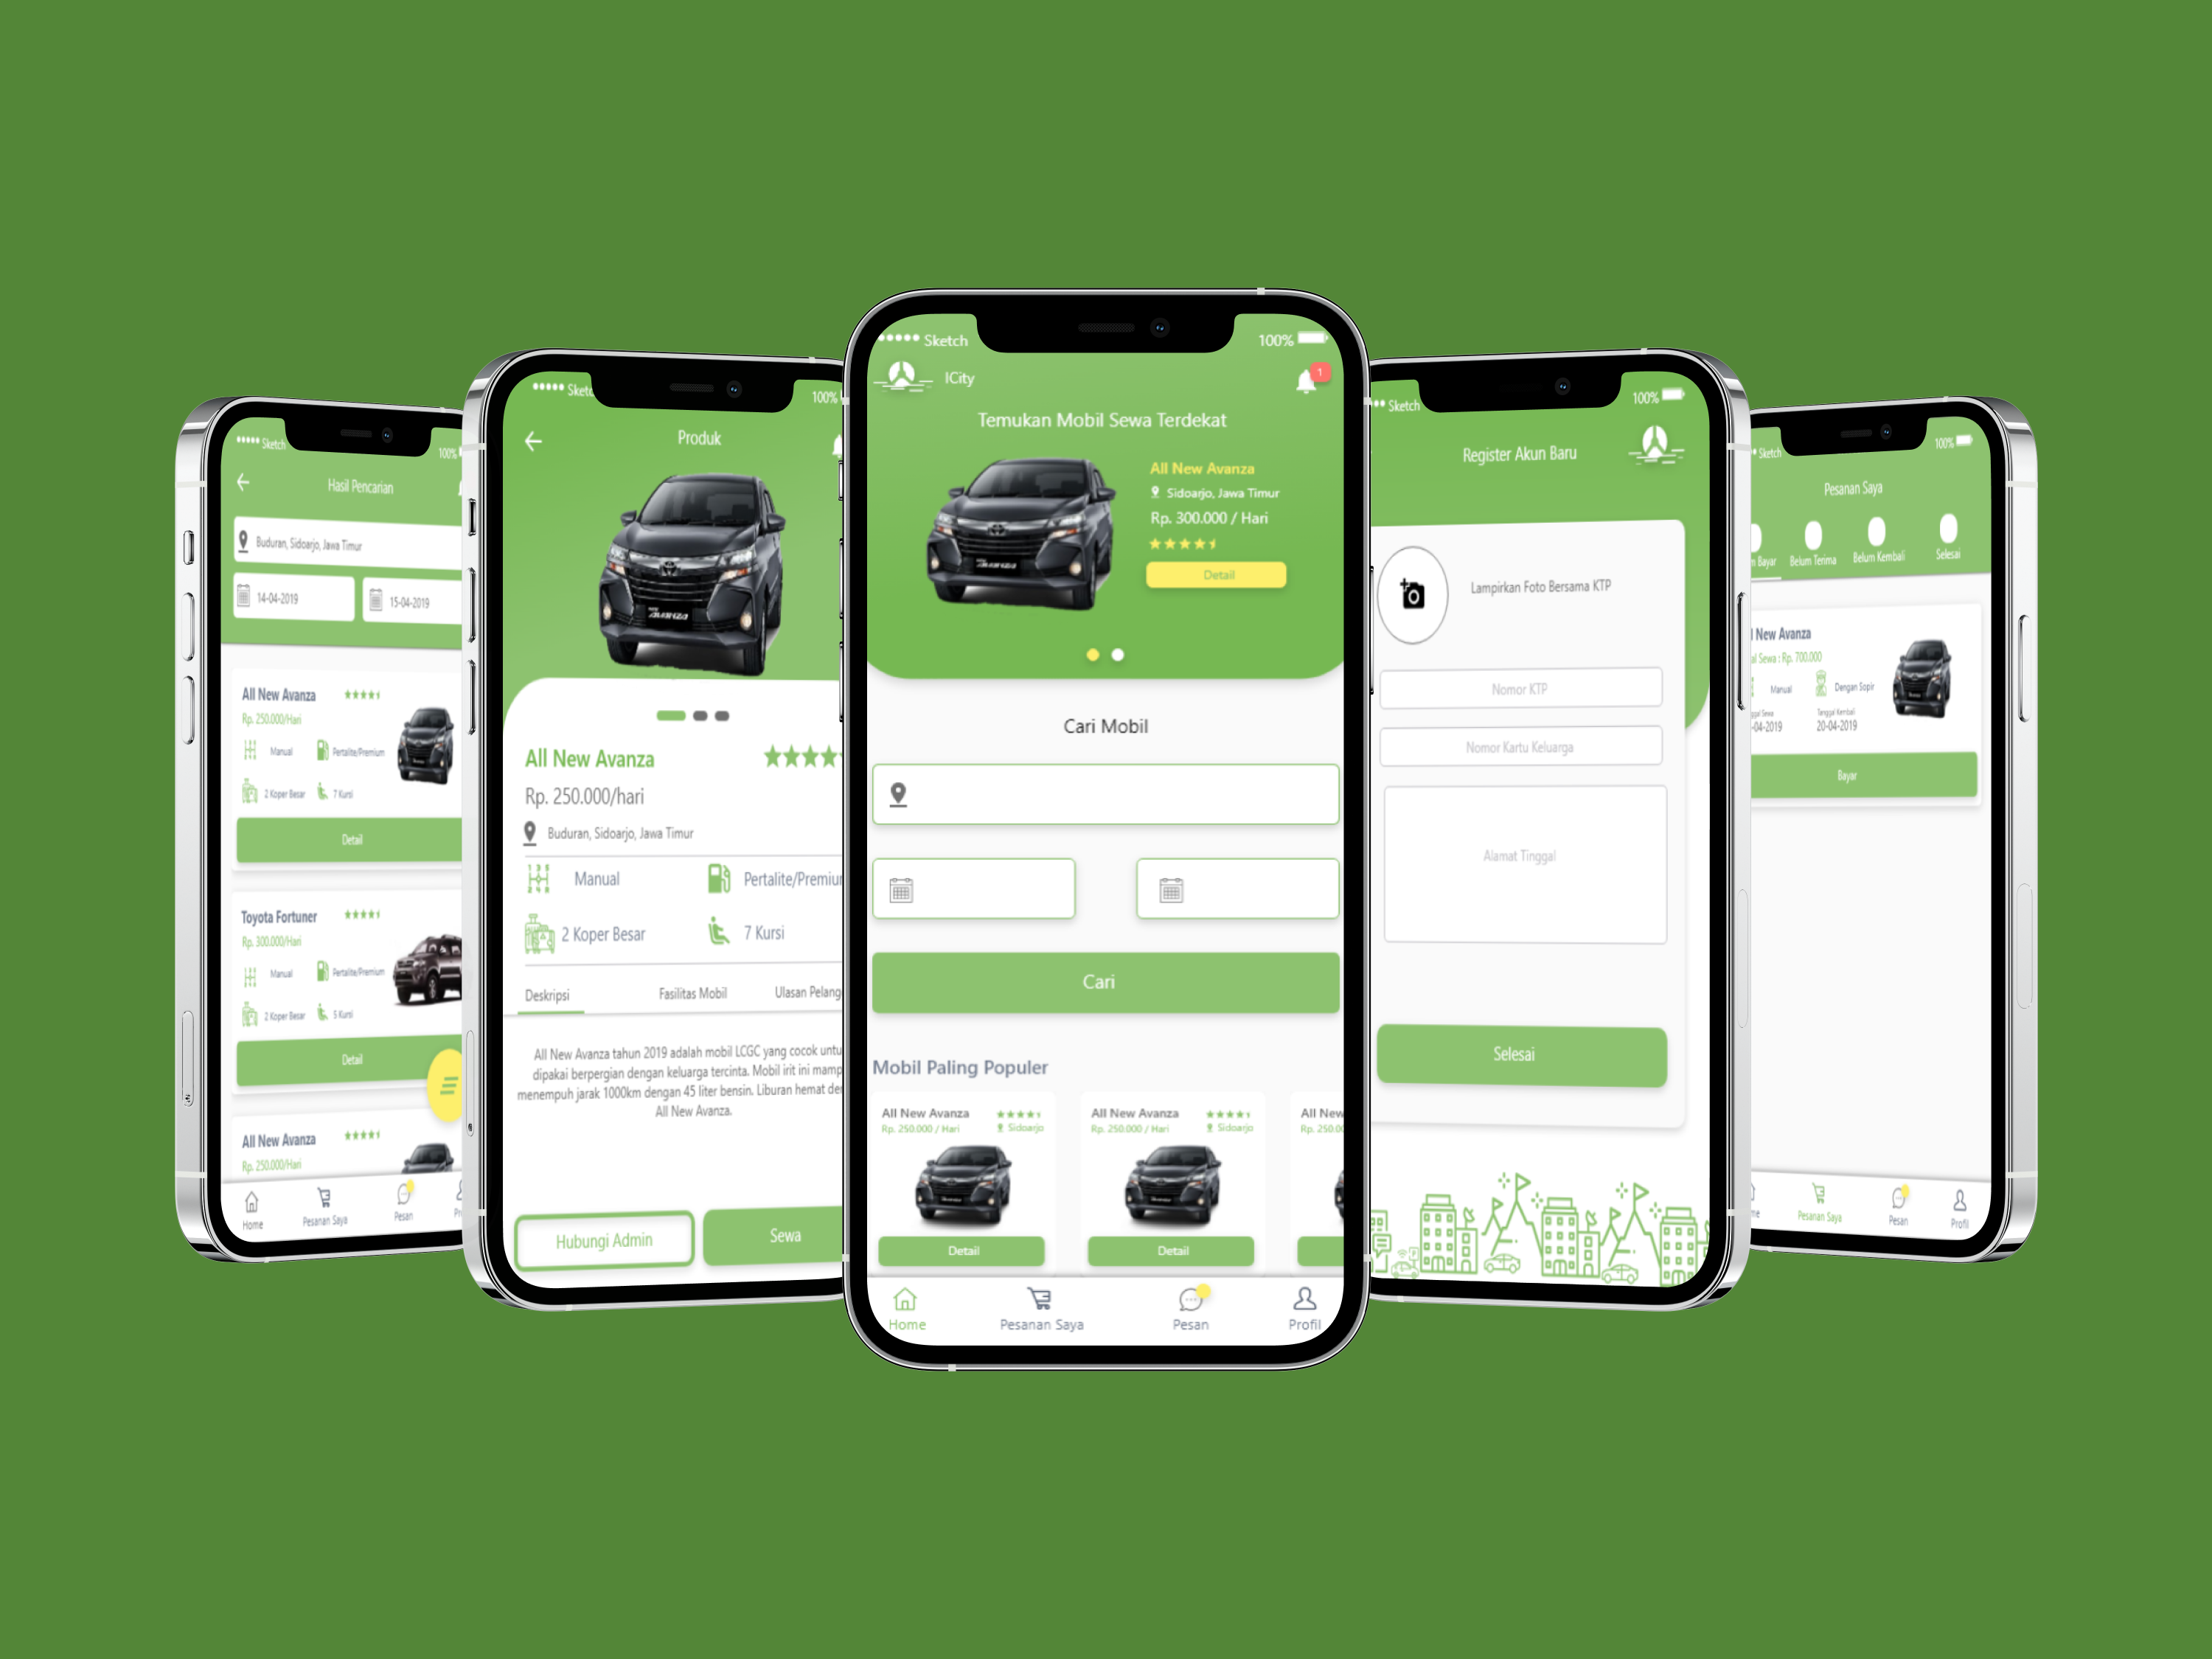 Sketch
100%
Hasil Pencarian
Buduran, Sidoarjo, Jawa Timur
14-04-2019
15-04-2019
All New Avanza
Rp. 250.000/Hari
Manual
Pertalite/Premium
2 Koper Besar
7 Kursi
Detail
Toyota Fortuner
Rp. 300.000/Hari
Manual
Pertalite/Premium
2 Koper Besar
5 Kursi
Detail
All New Avanza
Rp. 250.000/Hari
Home
Pesanan Saya
Pesan
Sketch
100%
Produk
AVANZA
All New Avanza
Rp. 250.000/hari
Buduran, Sidoarjo, Jawa Timur
Manual
Pertalite/Premiu
2 Koper Besar
7 Kursi
Deskripsi
Fasilitas Mobil
Ulasan Pelang
All New Avanza tahun 2019 adalah mobil LCGC yang cocok untu
dipakai berpergian dengan keluarga tercinta. Mobil irit ini mamp
menempuh jarak 1000km dengan 45 liter bensin. Liburan hemat de
All New Avanza.
Hubungi Admin
Sewa
Sketch
100%
ICity
1
Temukan Mobil Sewa Terdekat
All New Avanza
Sidoarjo, Jawa Timur
Rp. 300.000 / Hari
Detail
AVANZA
Cari Mobil
Cari
Mobil Paling Populer
All New Avanza
Rp. 250.000 / Hari
Sidoarjo
Detail
All New Avanza
Rp. 250.000 / Hari
Sidoarjo
Detail
All New
Rp. 250.00
Home
Pesanan Saya
Pesan
Profil
Sketch
100%
Register Akun Baru
Lampirkan Foto Bersama KTP
Nomor KTP
Nomor Kartu Keluarga
Alamat Tinggal
Selesai
Sketch
100%
Pesanan Saya
Bayar
Belum Terima
Belum Kembali
Selesai
New Avanza
al Sewa : Rp. 700.000
Manual
Dengan Sopir
ggal Sewa
Tanggal Kembali
-04-2019
20-04-2019
Bayar
me
Pesanan Saya
Pesan
Profil